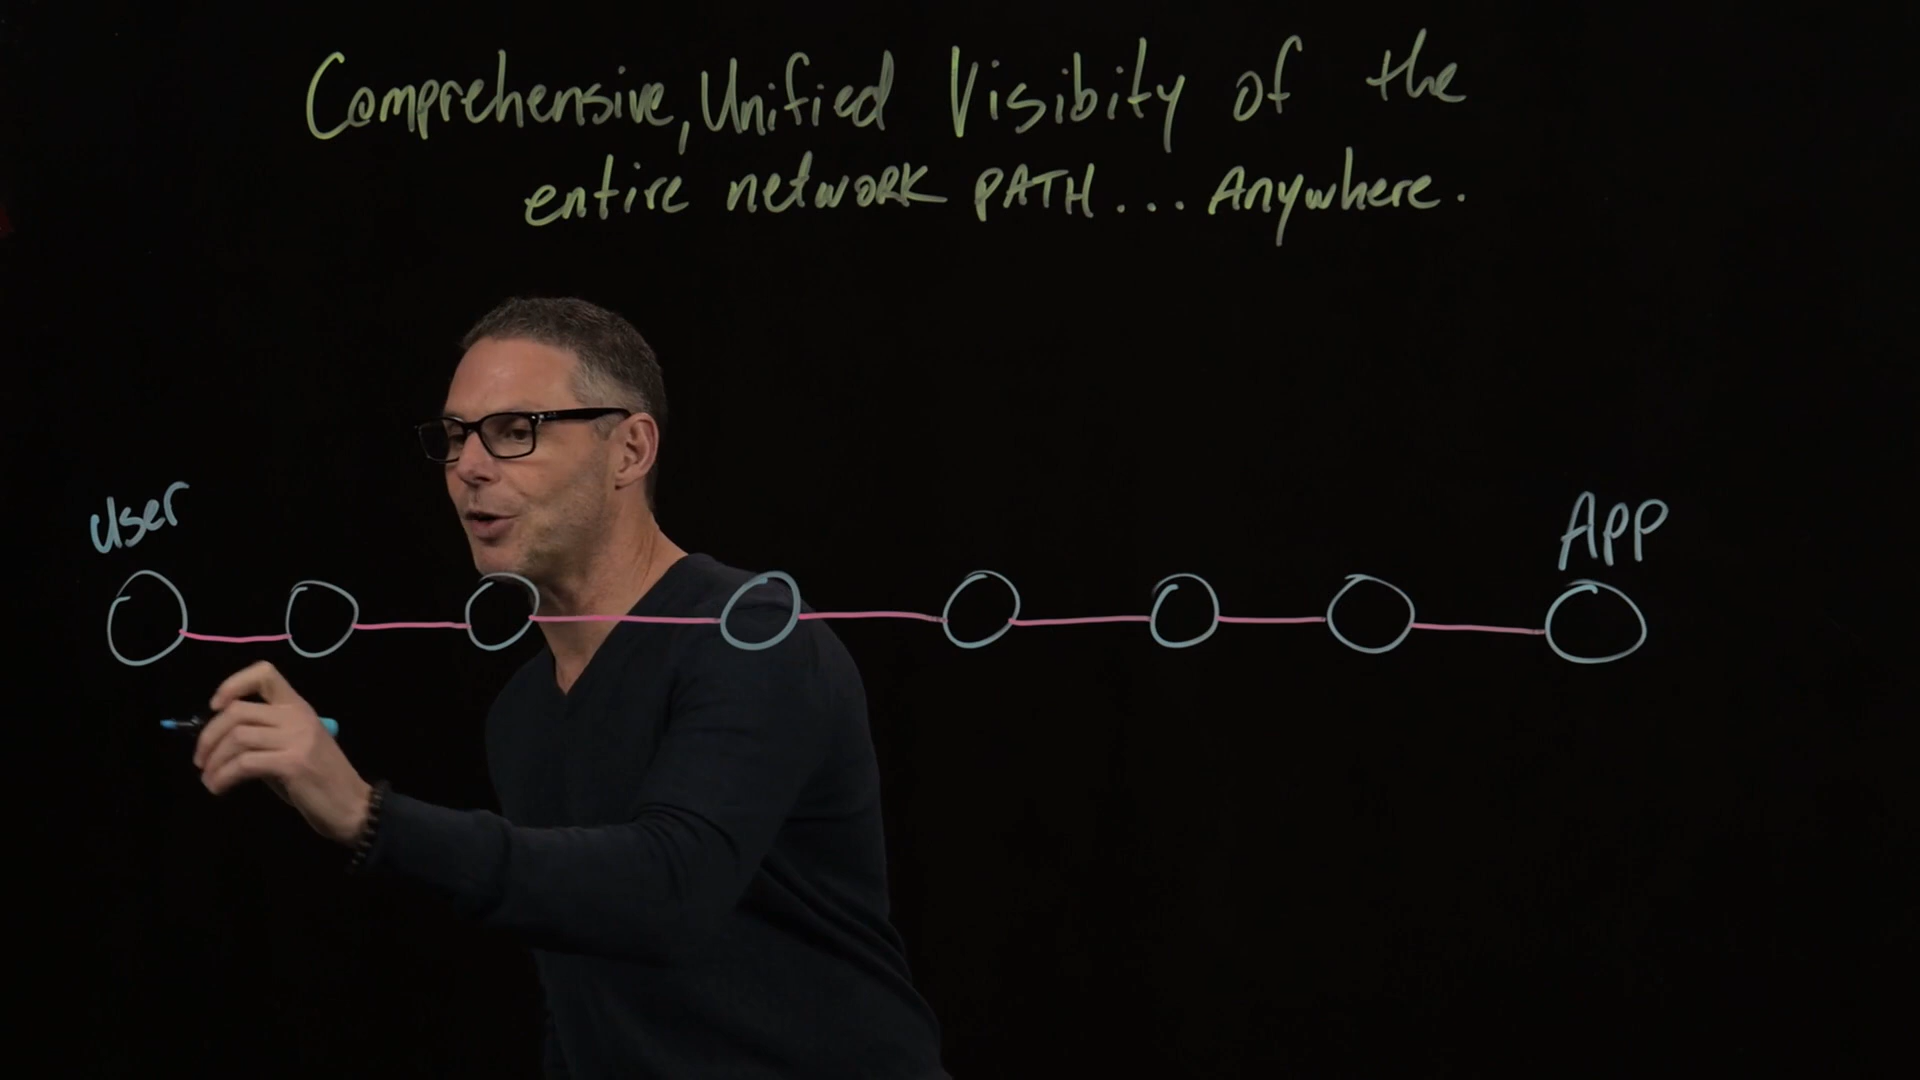 Comprehensive, Unified Visibity of the
entire network PATH... Anywhere.
User
App